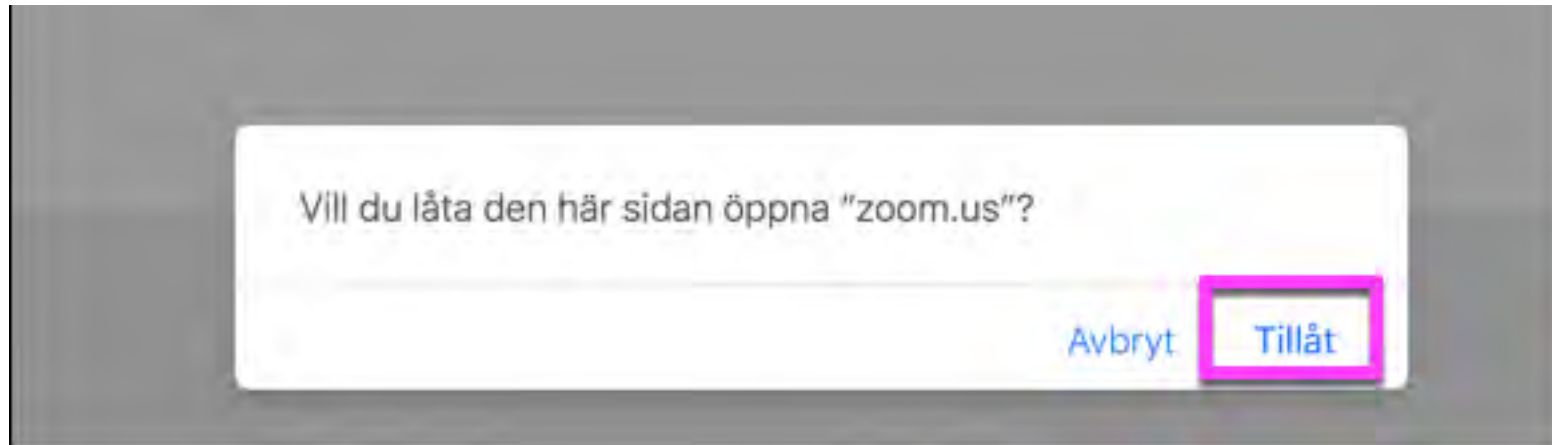 Vill du låta den här sidan öppna "zoom.us"?
Avbryt Tillåt